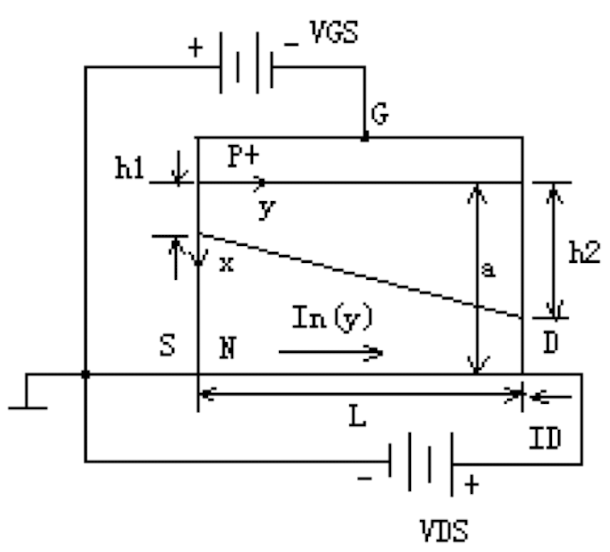 + - VGS
G
h1 P+
y
x a h2
In(y)
S N D
L
ID
- +
VDS